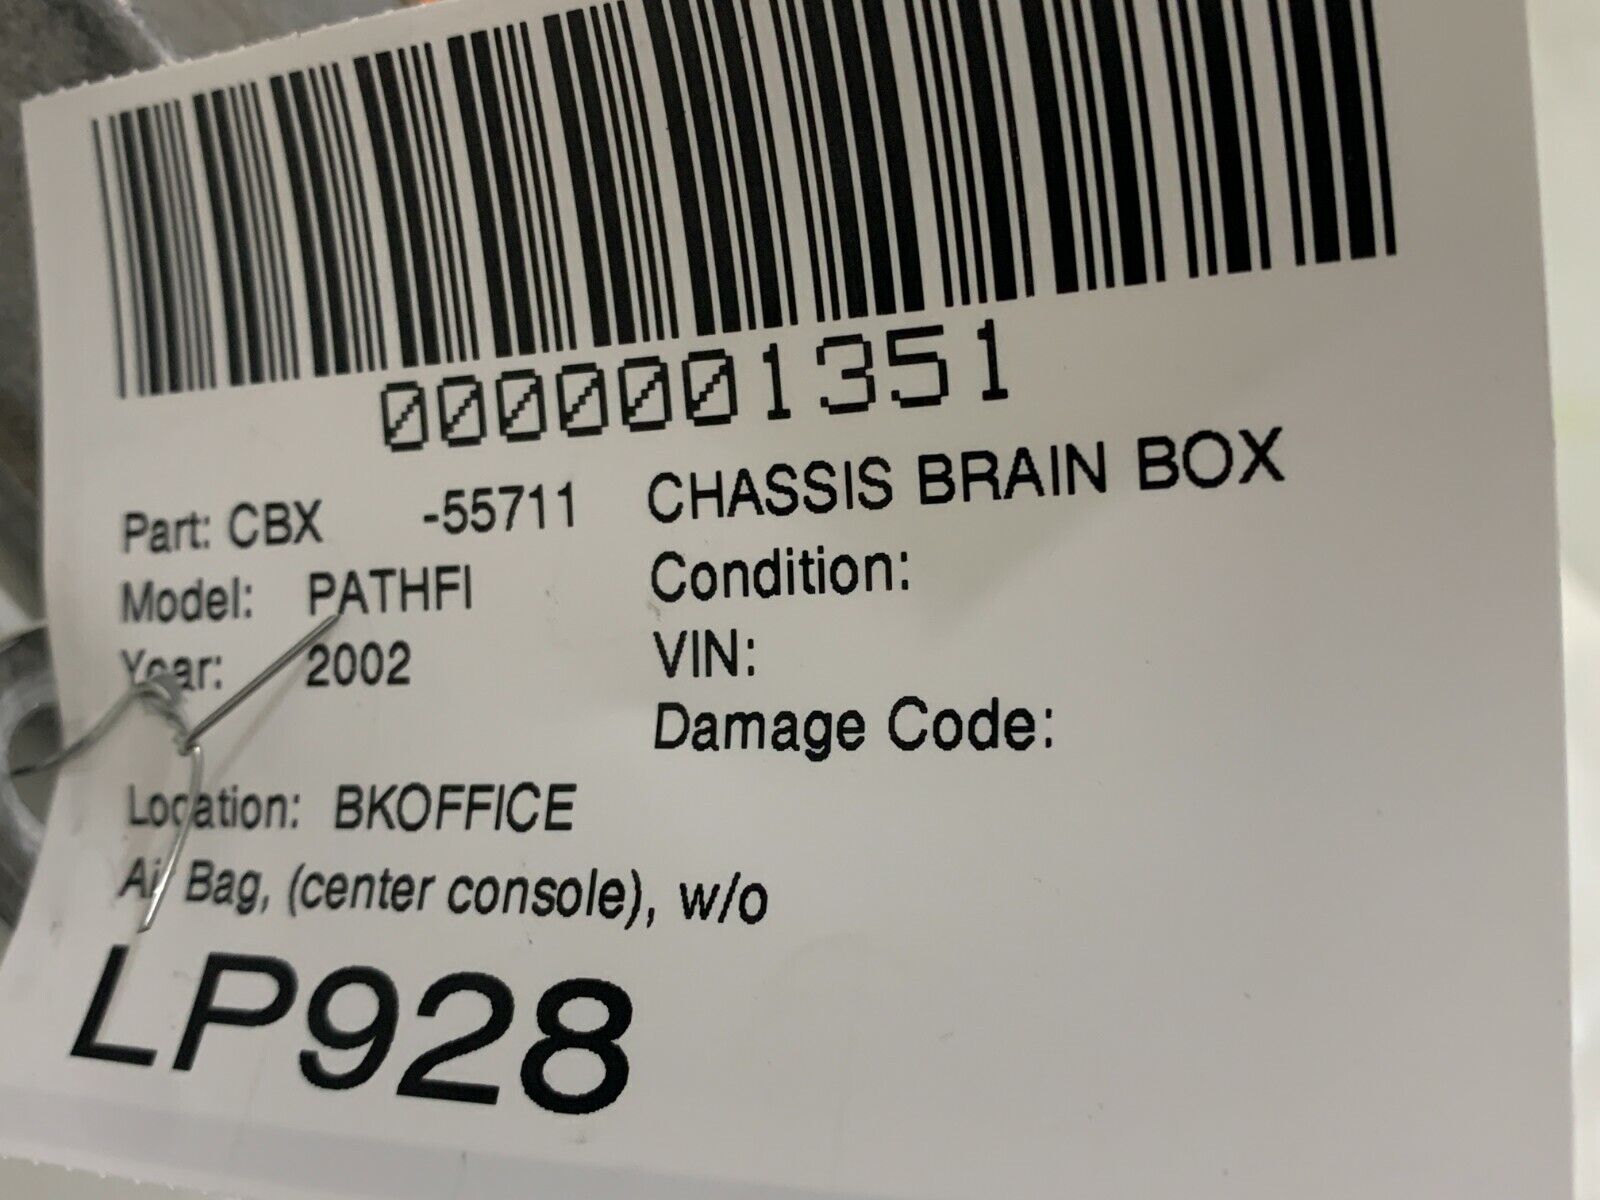 0000001351
Part: CBX -55711 CHASSIS BRAIN BOX
Model: PATHFI Condition:
Year: 2002 VIN:
Damage Code:
Location: BKOFFICE
Air Bag, (center console), w/o
LP928